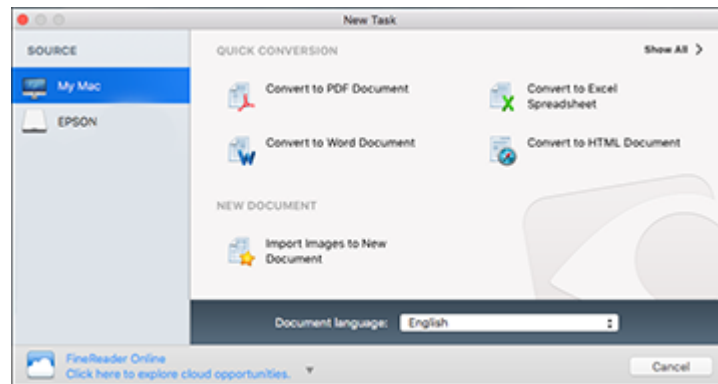 New Task
SOURCE
My Mac
EPSON
QUICK CONVERSION
Show All
Convert to PDF Document
Convert to Excel
Spreadsheet
Convert to Word Document
Convert to HTML Document
NEW DOCUMENT
Import Images to New
Document
Document language: English
FineReader Online
Click here to explore cloud opportunities.
Cancel